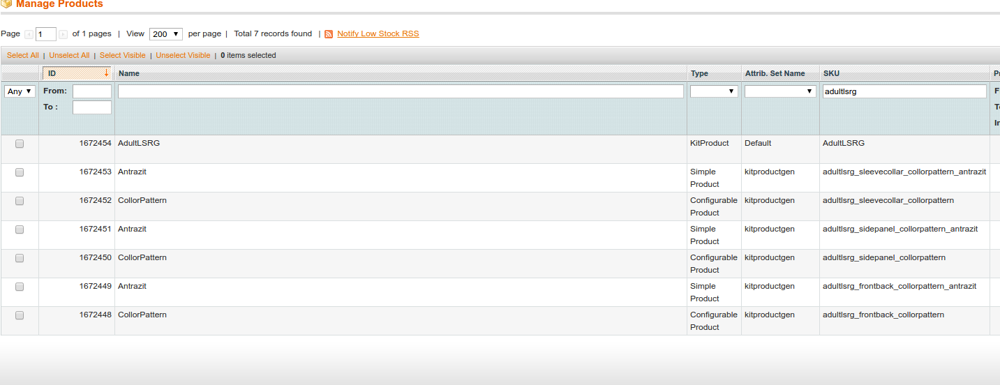 Manage Products
Page 1 of 1 pages | View 200 per page | Total 7 records found | Notify Low Stock RSS
Select All | Unselect All | Select Visible | Unselect Visible | 0 items selected
ID Name Type Attrib. Set Name SKU
Any From: adultlsrg
To :
1672454 AdultLSRG KitProduct Default AdultLSRG
1672453 Antrazit Simple Product kitproductgen adultlsrg_sleevecollar_collorpattern_antrazit
1672452 CollorPattern Configurable Product kitproductgen adultlsrg_sleevecollar_collorpattern
1672451 Antrazit Simple Product kitproductgen adultlsrg_sidepanel_collorpattern_antrazit
1672450 CollorPattern Configurable Product kitproductgen adultlsrg_sidepanel_collorpattern
1672449 Antrazit Simple Product kitproductgen adultlsrg_frontback_collorpattern_antrazit
1672448 CollorPattern Configurable Product kitproductgen adultlsrg_frontback_collorpattern